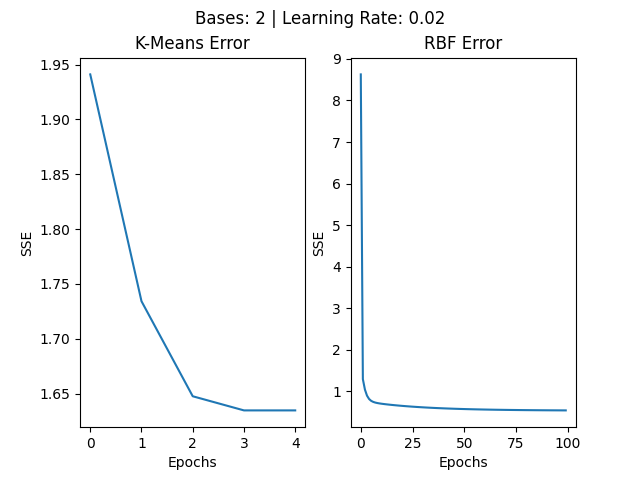 Bases: 2 | Learning Rate: 0.02
K-Means Error
RBF Error
SSE
1.95
1.90
1.85
1.80
1.75
1.70
1.65
0 1 2 3 4
Epochs
SSE
9
8
7
6
5
4
3
2
1
0 25 50 75 100
Epochs